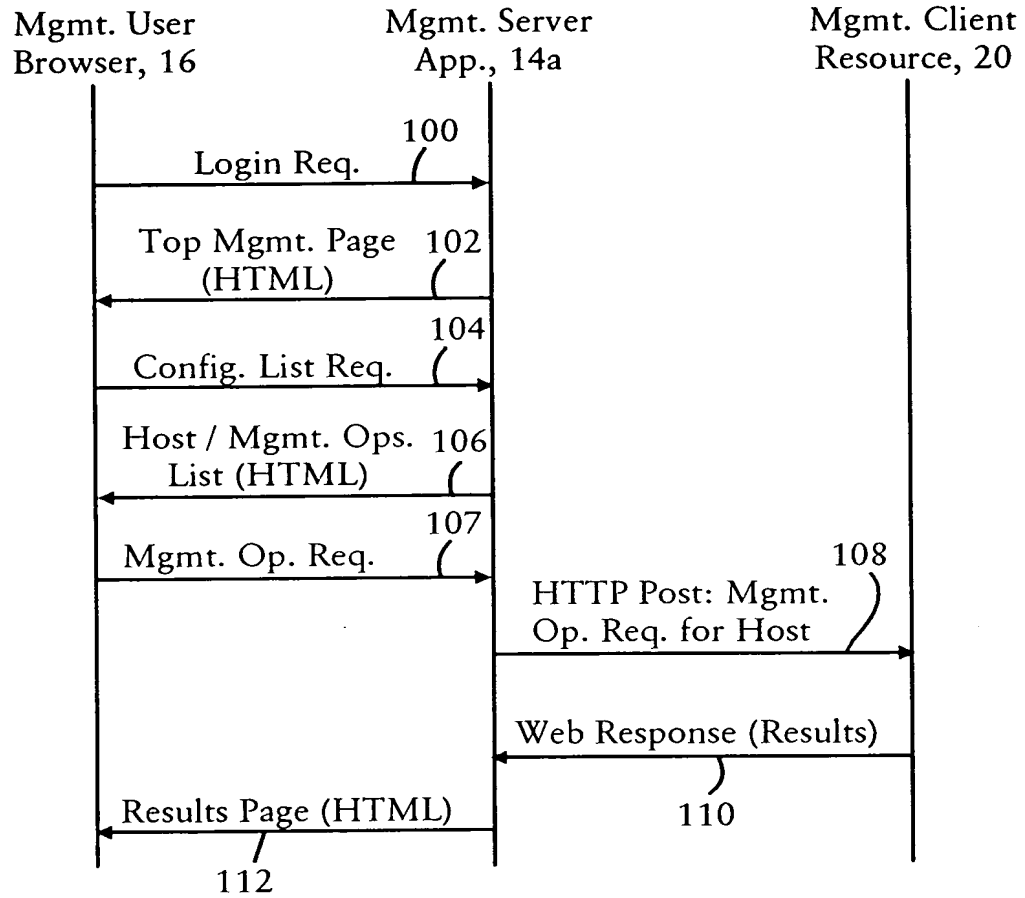 Mgmt. User
Browser, 16
Mgmt. Server
App., 14a
Mgmt. Client
Resource, 20
100
Login Req.
Top Mgmt. Page
(HTML)
102
104
Config. List Req.
Host / Mgmt. Ops.
List (HTML)
106
107
Mgmt. Op. Req.
108
HTTP Post: Mgmt.
Op. Req. for Host
Web Response (Results)
110
Results Page (HTML)
112